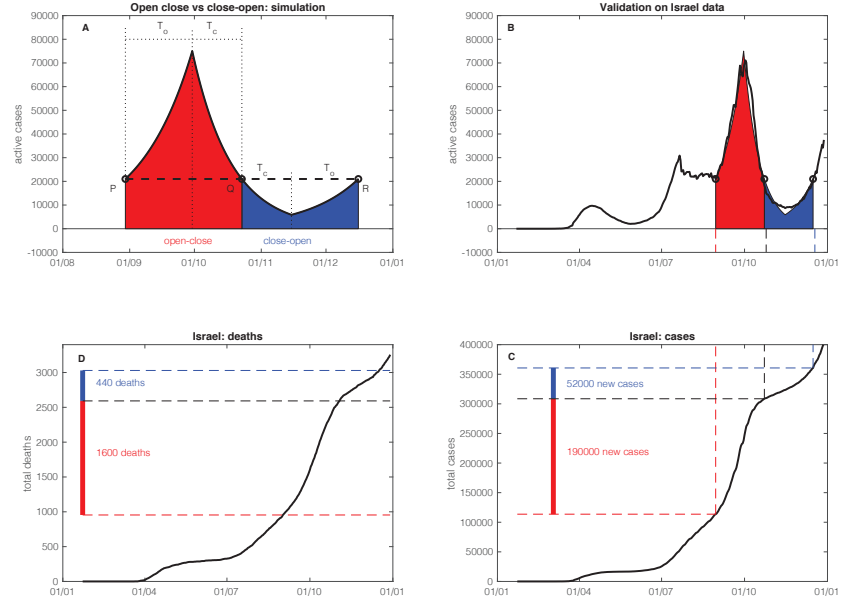 Open close vs close-open: simulation
A
90000
80000
70000
60000
50000
40000
30000
20000
10000
0
-10000
active cases
To
Tc
Tc
To
P
Q
R
open-close
close-open
01/08
01/09
01/10
01/11
01/12
01/01
Validation on Israel data
B
90000
80000
70000
60000
50000
40000
30000
20000
10000
0
-10000
active cases
01/01
01/04
01/07
01/10
01/01
Israel: deaths
D
3000
2500
2000
1500
1000
500
0
total deaths
440 deaths
1600 deaths
01/01
01/04
01/07
01/10
01/01
Israel: cases
C
400000
350000
300000
250000
200000
150000
100000
50000
0
total cases
52000 new cases
190000 new cases
01/01
01/04
01/07
01/10
01/01